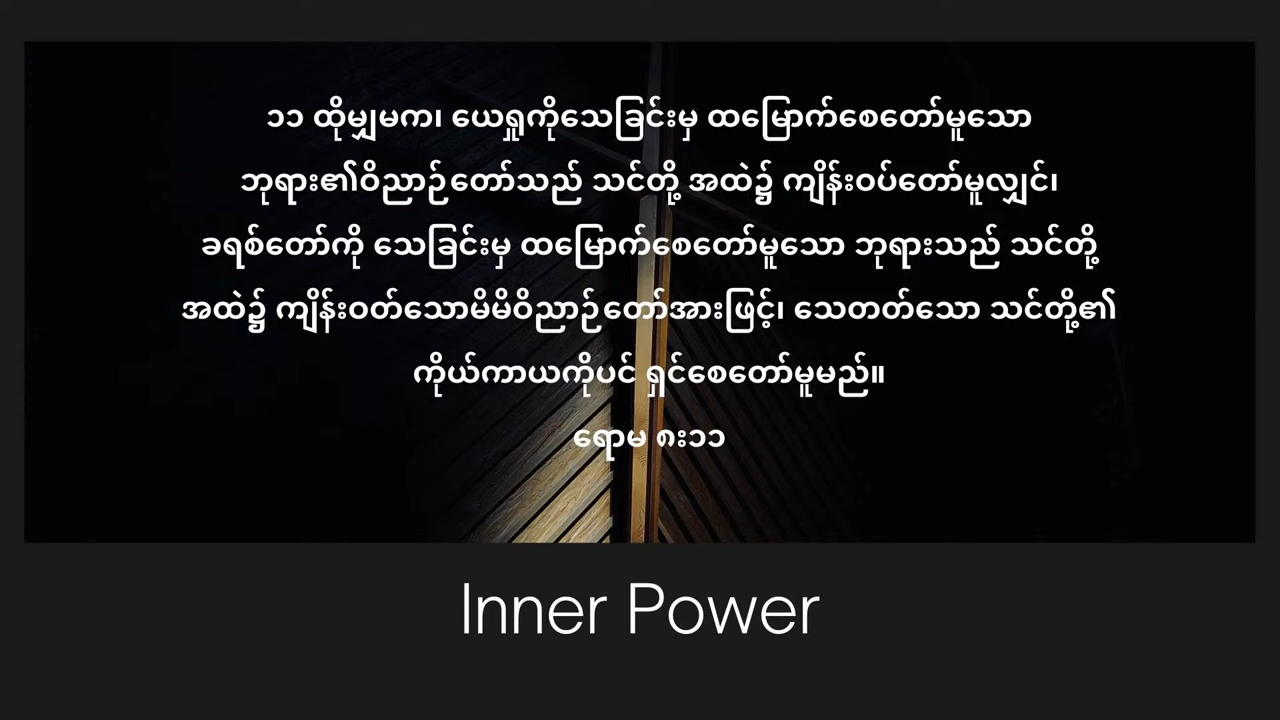 ၁၁ ထိုမျှမက၊ ယေရှုကိုသေခြင်းမှ ထမြောက်စေတော်မူသော
ဘုရား၏ဝိညာဉ်တော်သည် သင်တို့ အထဲ၌ ကျိန်းဝပ်တော်မူလျှင်၊
ခရစ်တော်ကို သေခြင်းမှ ထမြောက်စေတော်မူသော ဘုရားသည် သင်တို့
အထဲ၌ ကျိန်းဝတ်သောမိမိဝိညာဉ်တော်အားဖြင့်၊ သေတတ်သော သင်တို့၏
ကိုယ်ကာယကိုပင် ရှင်စေတော်မူမည်။
ရောမ ၈း၁၁
Inner Power